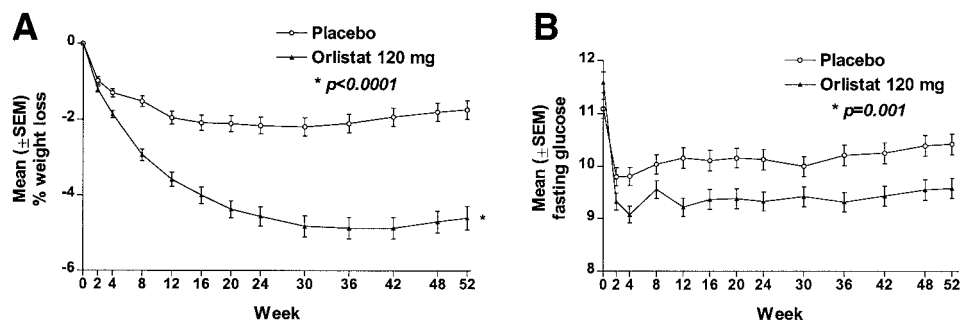 A
Placebo
Orlistat 120 mg
* p<0.0001
Mean (±SEM)
% weight loss
0
-2
-4
-6
*
0 2 4 8 12 16 20 24 30 36 42 48 52
Week
B
Placebo
Orlistat 120 mg
* p=0.001
Mean (±SEM)
fasting glucose
12
11
10
9
8
0 2 4 8 12 16 20 24 30 36 42 48 52
Week